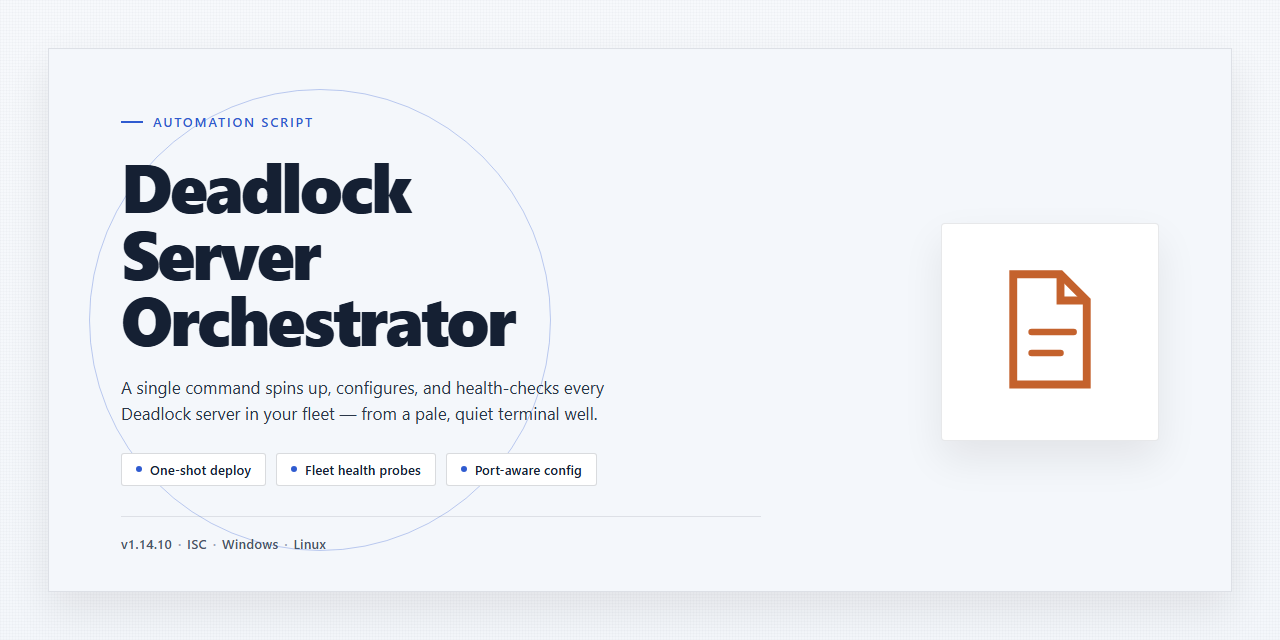 AUTOMATION SCRIPT
Deadlock
Server
Orchestrator
A single command spins up, configures, and health-checks every
Deadlock server in your fleet — from a pale, quiet terminal well.
One-shot deploy
Fleet health probes
Port-aware config
v1.14.10 · ISC · Windows · Linux